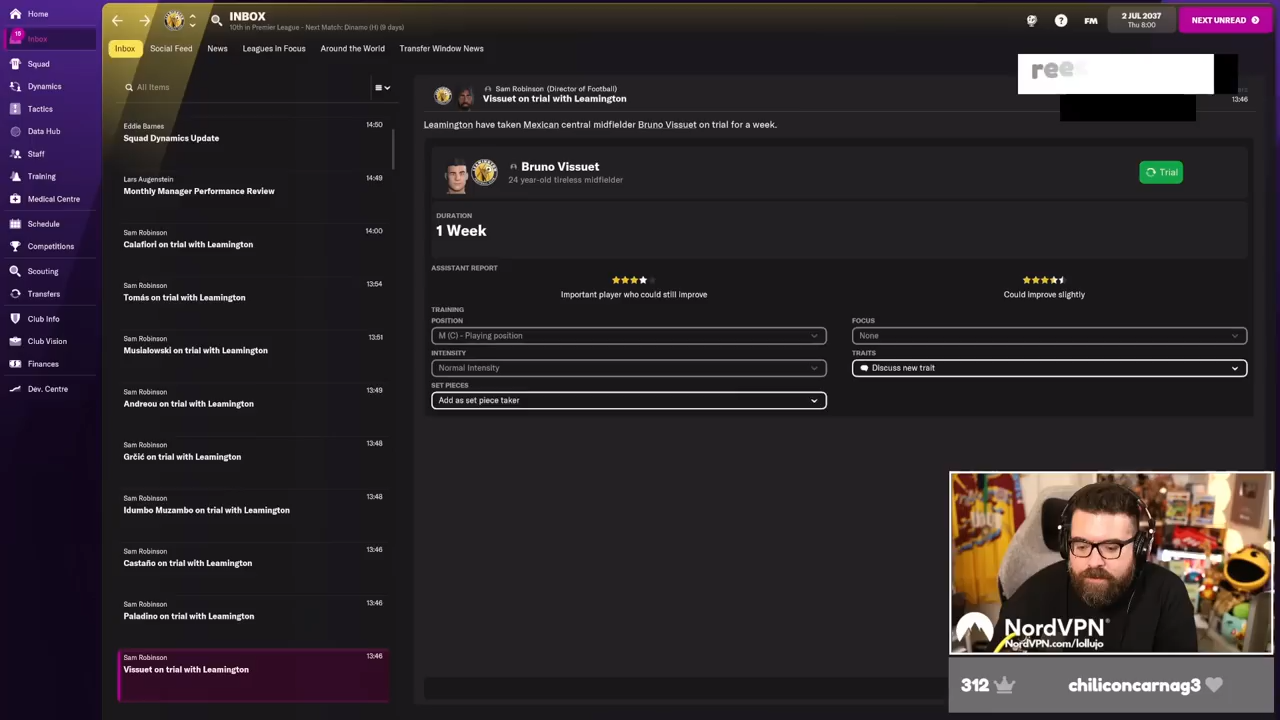 Home
Inbox
Squad
Dynamics
Tactics
Data Hub
Staff
Training
Medical Centre
Schedule
Competitions
Scouting
Transfers
Club Info
Club Vision
Finances
Dev. Centre
15
INBOX
10th in Premier League - Next Match: Dinamo (H) (9 days)
FM
2 JUL 2037
Thu 8:00
NEXT UNREAD
Inbox
Social Feed
News
Leagues in Focus
Around the World
Transfer Window News
All Items
Eddie Barnes
14:50
Squad Dynamics Update
Lars Augenstein
14:49
Monthly Manager Performance Review
Sam Robinson
14:00
Calafiori on trial with Leamington
Sam Robinson
13:54
Tomás on trial with Leamington
Sam Robinson
13:51
Musialowski on trial with Leamington
Sam Robinson
13:49
Andreou on trial with Leamington
Sam Robinson
13:48
Grčić on trial with Leamington
Sam Robinson
13:48
Idumbo Muzambo on trial with Leamington
Sam Robinson
13:46
Castaño on trial with Leamington
Sam Robinson
13:46
Paladino on trial with Leamington
Sam Robinson
13:46
Vissuet on trial with Leamington
Sam Robinson (Director of Football)
Vissuet on trial with Leamington
13:46
Leamington have taken Mexican central midfielder Bruno Vissuet on trial for a week.
Bruno Vissuet
24 year-old tireless midfielder
Trial
DURATION
1 Week
ASSISTANT REPORT
Important player who could still improve
Could improve slightly
TRAINING
POSITION
M (C) - Playing position
FOCUS
None
INTENSITY
Normal Intensity
TRAITS
Discuss new trait
SET PIECES
Add as set piece taker
NordVPN®
NordVPN.com/lollujo
312
chiliconcarnag3